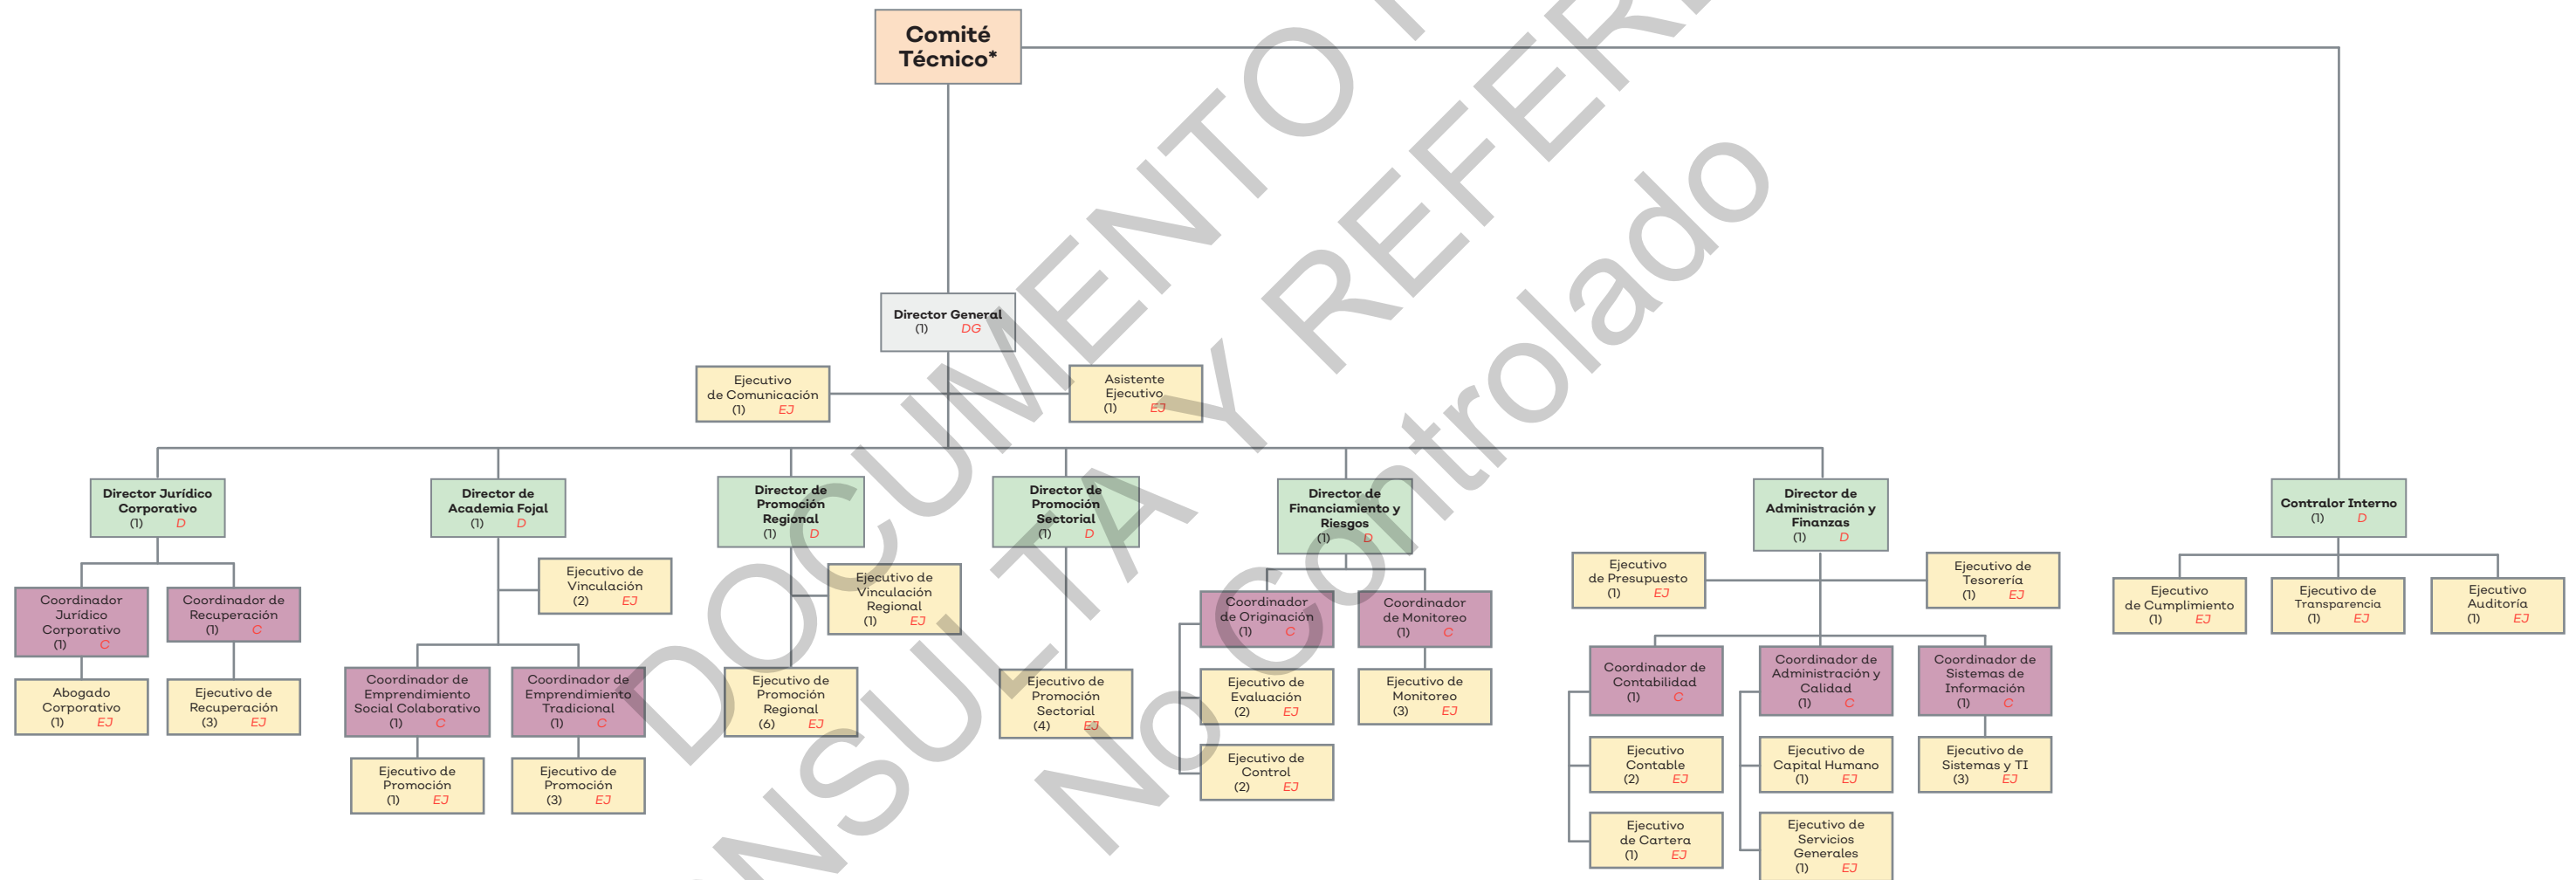 Comité
Técnico*
Director General
(1) DG
Ejecutivo
de Comunicación
(1) EJ
Asistente
Ejecutivo
(1) EJ
Director Jurídico
Corporativo
(1) D
Director de
Academia Fojal
(1) D
Director de
Promoción
Regional
(1) D
Director de
Promoción
Sectorial
(1) D
Director de
Financiamiento y
Riesgos
(1) D
Director de
Administración y
Finanzas
(1) D
Contralor Interno
(1) D
Coordinador
Jurídico
Corporativo
(1) C
Coordinador de
Recuperación
(1) C
Abogado
Corporativo
(1) EJ
Ejecutivo de
Recuperación
(3) EJ
Ejecutivo de
Vinculación
(2) EJ
Coordinador de
Emprendimiento
Social Colaborativo
(1) C
Coordinador de
Emprendimiento
Tradicional
(1) C
Ejecutivo de
Promoción
(1) EJ
Ejecutivo de
Promoción
(3) EJ
Ejecutivo de
Vinculación
Regional
(1) EJ
Ejecutivo de
Promoción
Regional
(6) EJ
Ejecutivo de
Promoción
Sectorial
(4) EJ
Coordinador
de Originación
(1) C
Coordinador
de Monitoreo
(1) C
Ejecutivo de
Evaluación
(2) EJ
Ejecutivo de
Monitoreo
(3) EJ
Ejecutivo de
Control
(2) EJ
Ejecutivo
de Presupuesto
(1) EJ
Ejecutivo de
Tesorería
(1) EJ
Coordinador de
Contabilidad
(1) C
Coordinador de
Administración y
Calidad
(1) C
Coordinador de
Sistemas de
Información
(1) C
Ejecutivo
Contable
(2) EJ
Ejecutivo de
Capital Humano
(1) EJ
Ejecutivo de
Sistemas y TI
(3) EJ
Ejecutivo
de Cartera
(1) EJ
Ejecutivo de
Servicios
Generales
(1) EJ
Ejecutivo
de Cumplimiento
(1) EJ
Ejecutivo de
Transparencia
(1) EJ
Ejecutivo
Auditoría
(1) EJ
DOCUMENTO
Y
No Controlado